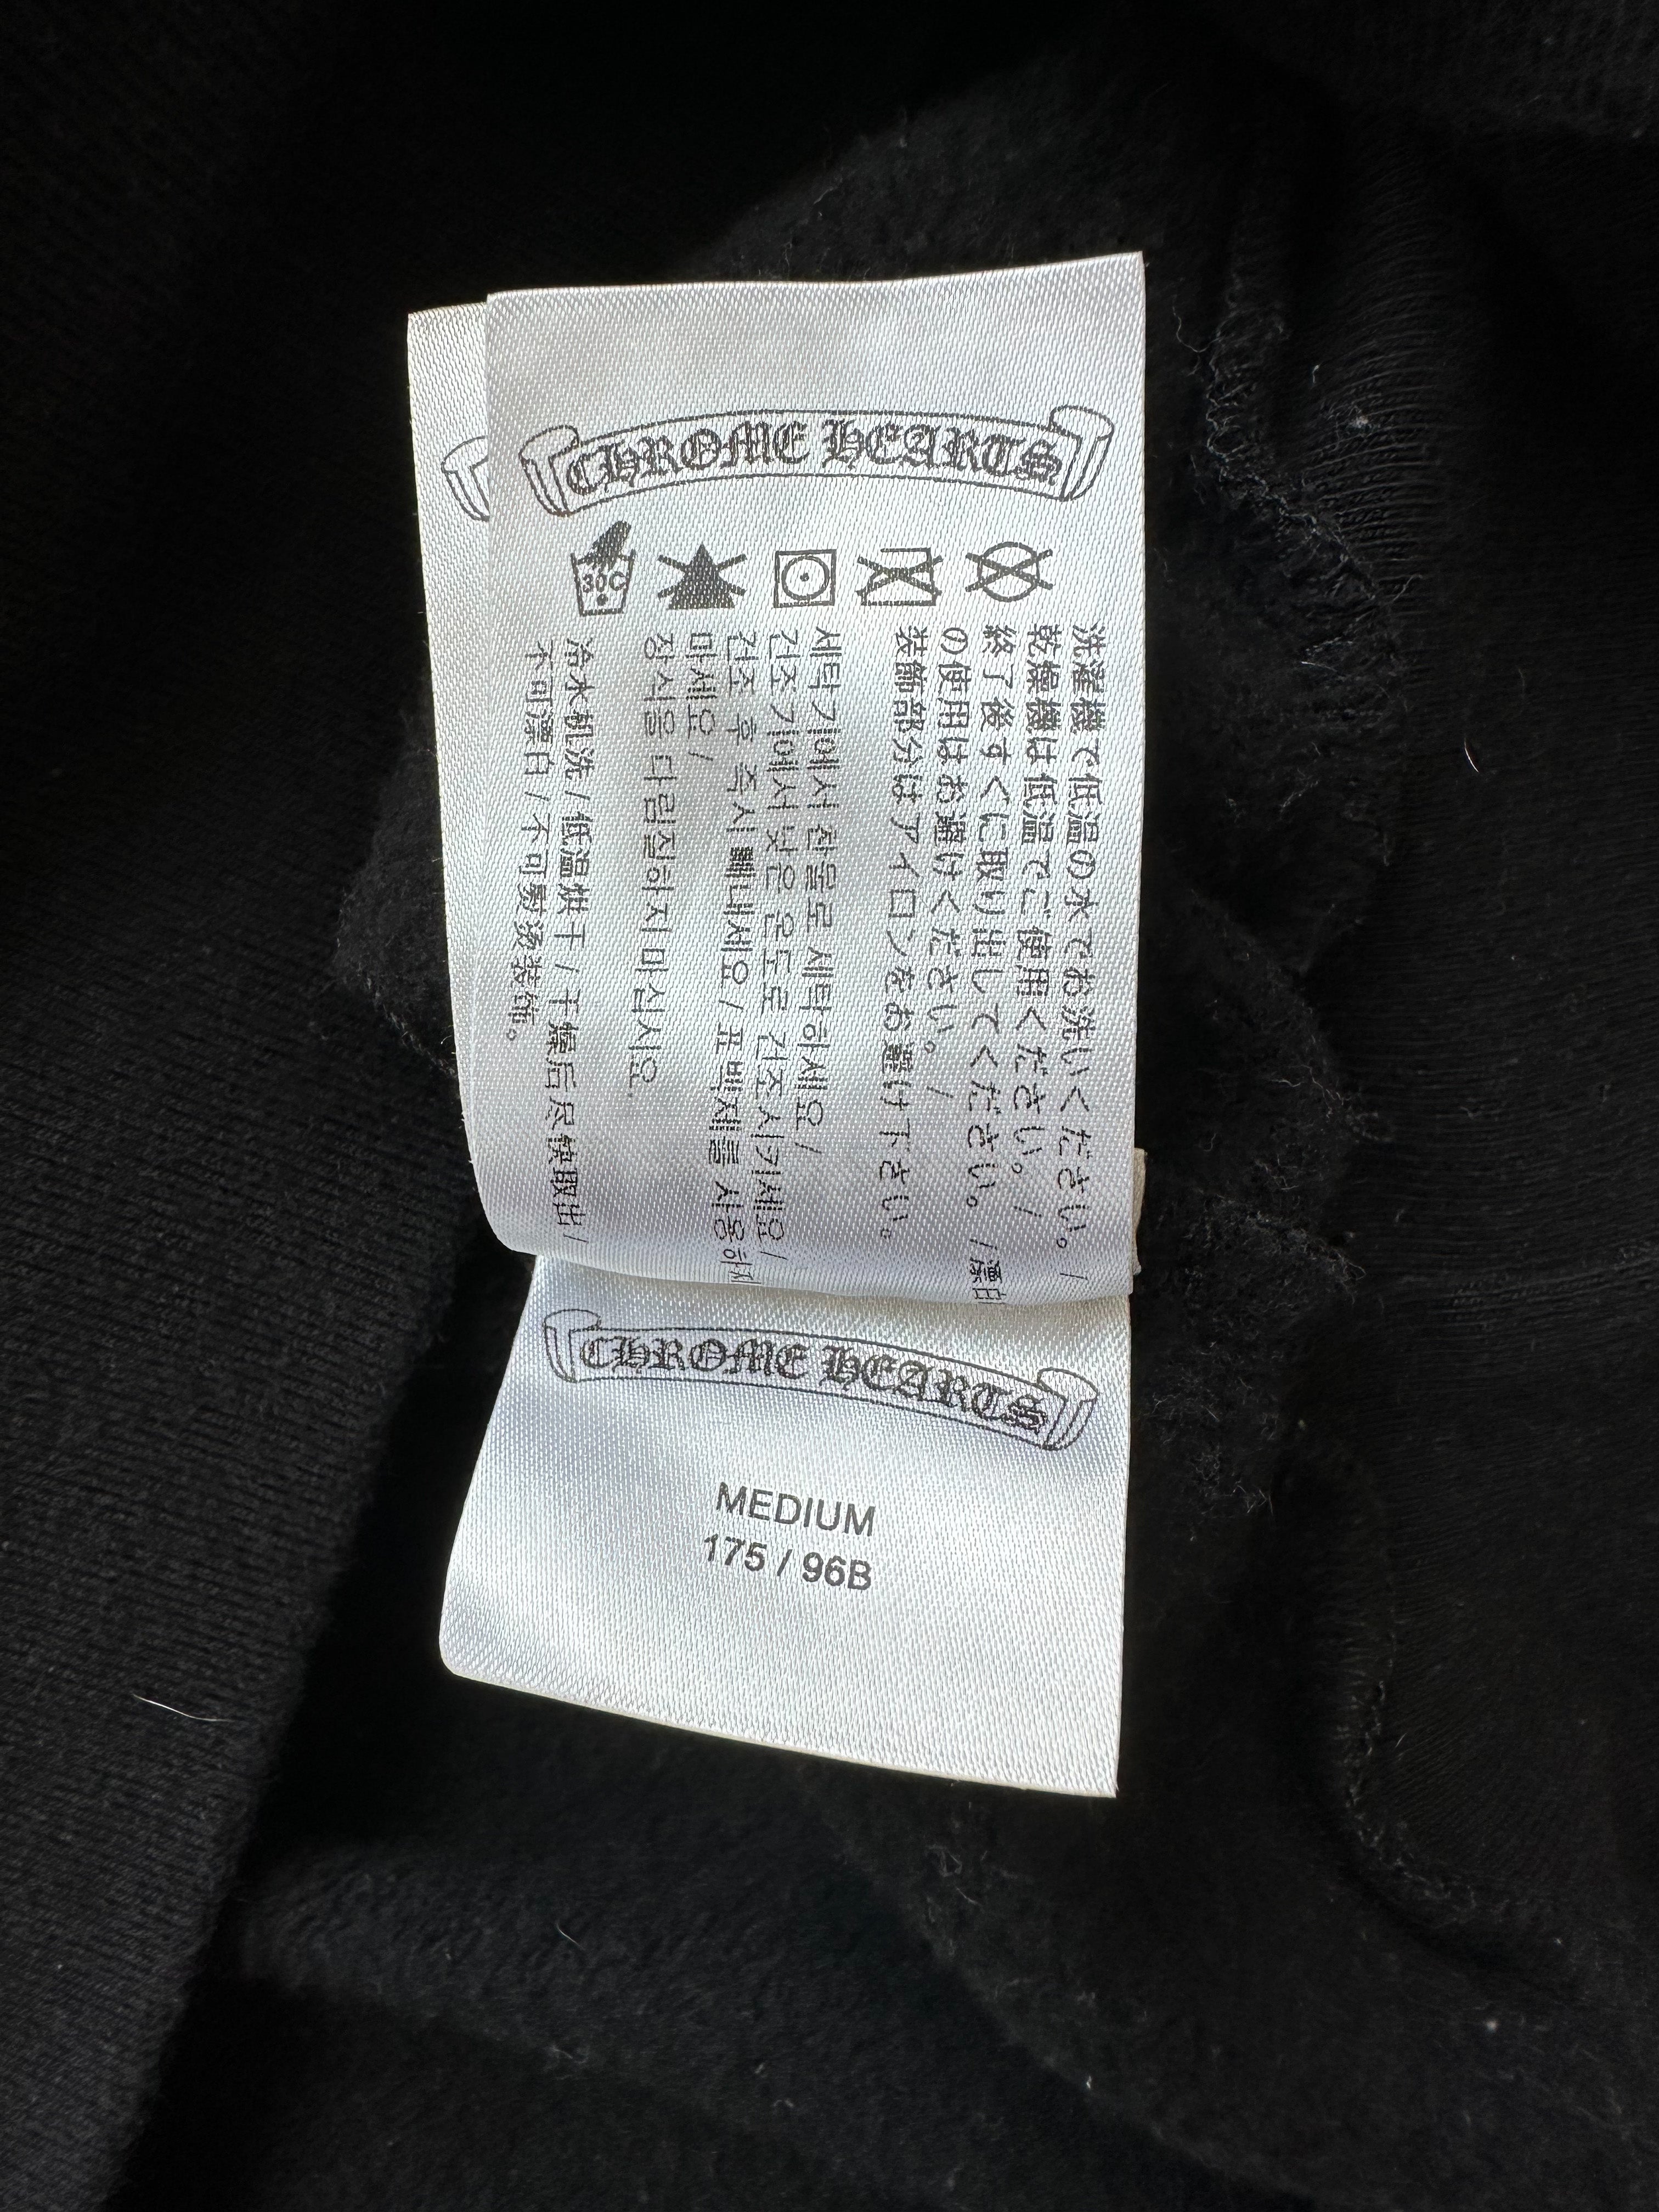 CHROME HEARTS
30C
洗濯機で低温の水でお洗いください。/
乾燥機は低温でご使用ください。/
終了後すぐに取り出してください。/漂白
の使用はお避けください。/
装飾部分はアイロンをお避け下さい。
세탁기에서 찬물로 세탁하세요 /
건조기에서 낮은 온도로 건조시키세요 /
건조 후 즉시 빼내세요 / 표백제를 사용하지
마세요 /
장식을 다림질하지 마십시요.
冷水机洗 / 低温烘干 / 干燥后尽快取出 /
不可漂白 / 不可熨烫装饰。
CHROME HEARTS
MEDIUM
175 / 96B